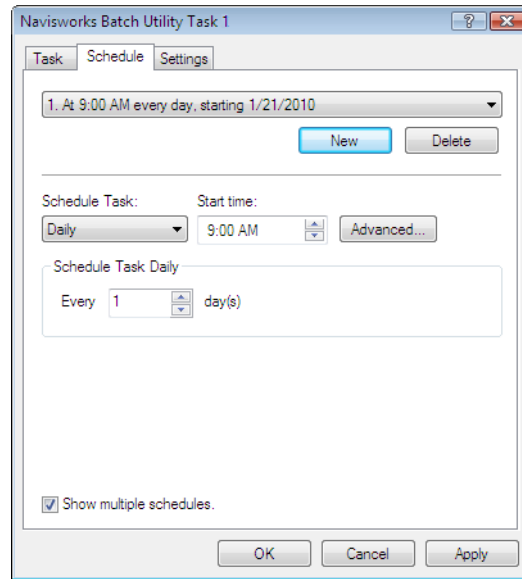 Navisworks Batch Utility Task 1
Task Schedule Settings
1. At 9:00 AM every day, starting 1/21/2010
New Delete
Schedule Task: Start time:
Daily 9:00 AM Advanced...
Schedule Task Daily
Every 1 day(s)
Show multiple schedules.
OK Cancel Apply